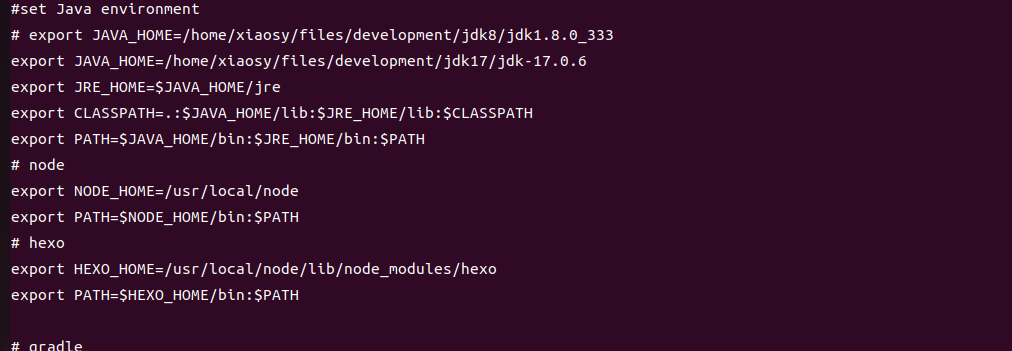 #set Java environment
# export JAVA_HOME=/home/xiaosy/files/development/jdk8/jdk1.8.0_333
export JAVA_HOME=/home/xiaosy/files/development/jdk17/jdk-17.0.6
export JRE_HOME=$JAVA_HOME/jre
export CLASSPATH=.:$JAVA_HOME/lib:$JRE_HOME/lib:$CLASSPATH
export PATH=$JAVA_HOME/bin:$JRE_HOME/bin:$PATH
# node
export NODE_HOME=/usr/local/node
export PATH=$NODE_HOME/bin:$PATH
# hexo
export HEXO_HOME=/usr/local/node/lib/node_modules/hexo
export PATH=$HEXO_HOME/bin:$PATH
# gradle